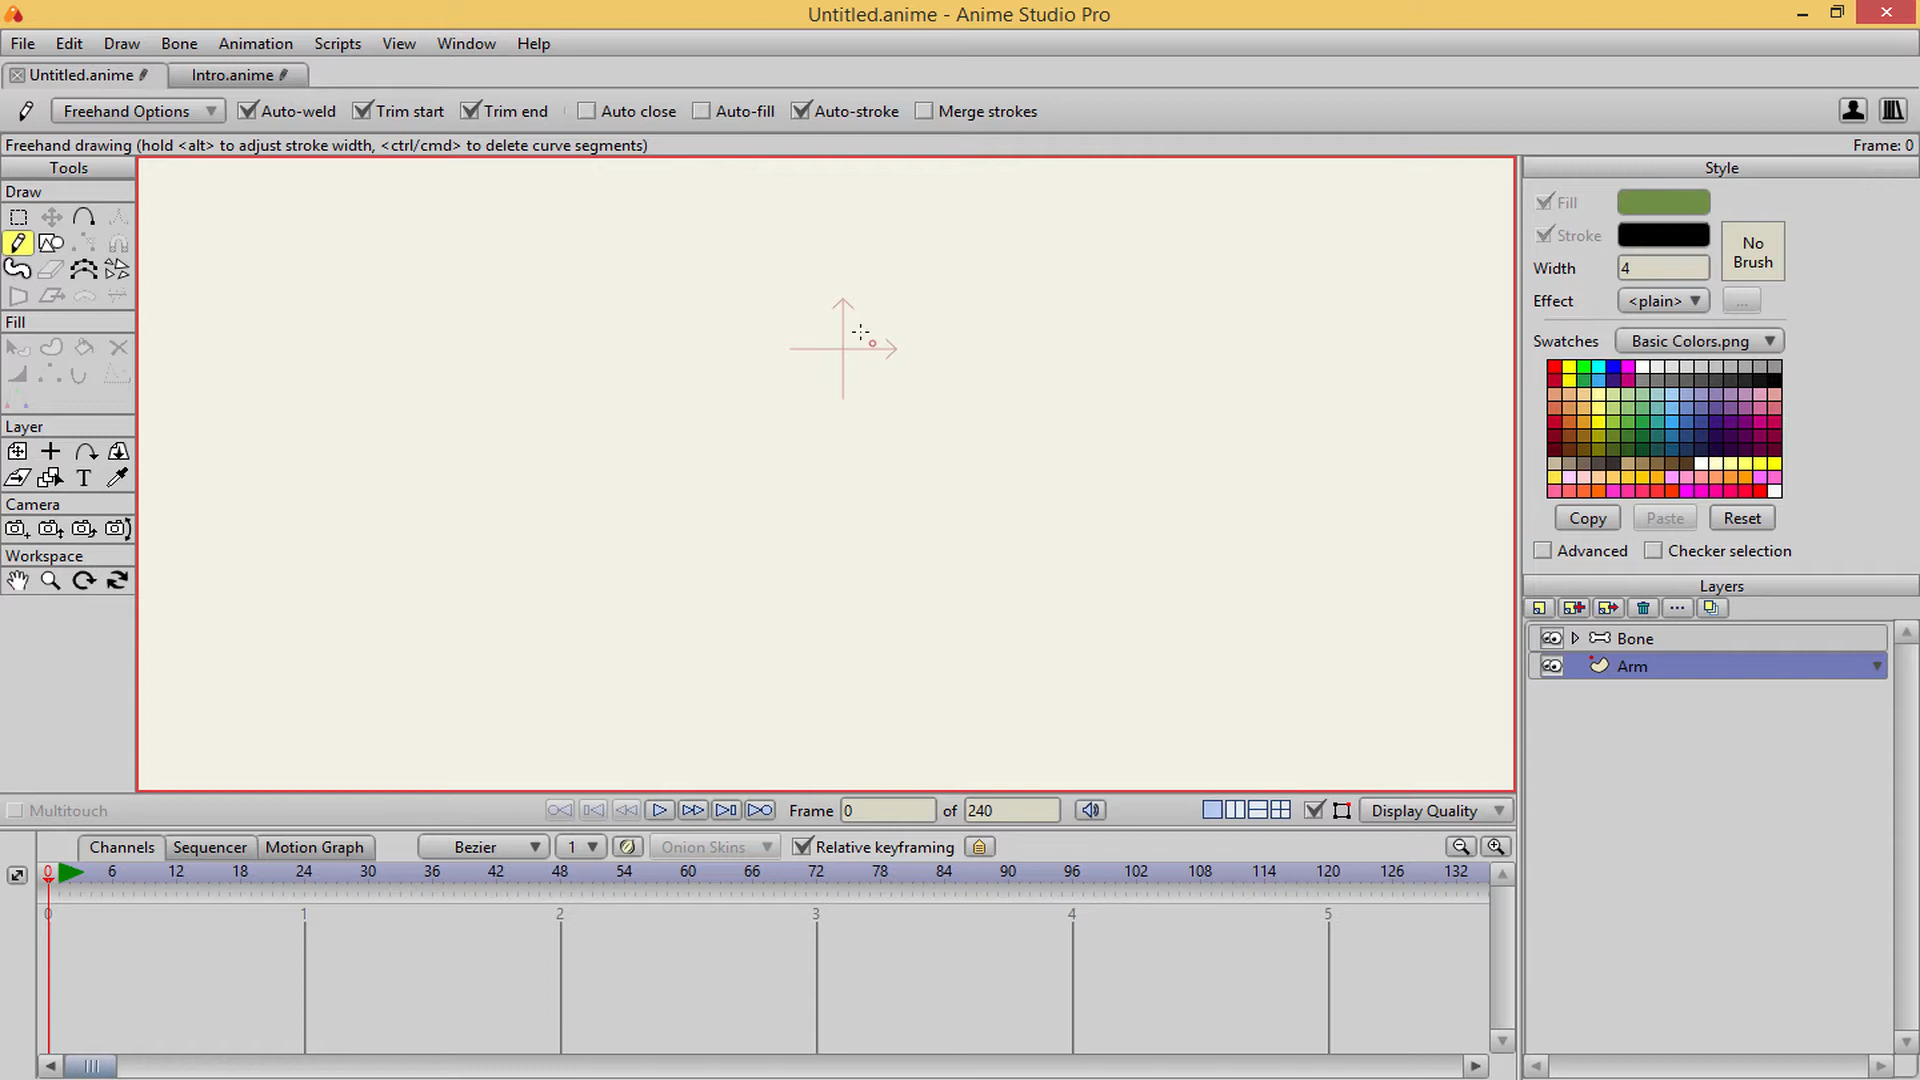 Untitled.anime - Anime Studio Pro
File Edit Draw Bone Animation Scripts View Window Help
Untitled.anime Intro.anime
Freehand Options Auto-weld Trim start Trim end Auto close Auto-fill Auto-stroke Merge strokes
Freehand drawing (hold <alt> to adjust stroke width, <ctrl/cmd> to delete curve segments) Frame: 0
Tools
Draw
Fill
Layer
T
Camera
Workspace
Style
Fill
Stroke
No
Brush
Width 4
Effect <plain> ...
Swatches Basic Colors.png
Copy Paste Reset
Advanced Checker selection
Layers
Bone
Arm
Multitouch Frame 0 of 240 Display Quality
Channels Sequencer Motion Graph Bezier 1 Onion Skins Relative keyframing
0 6 12 18 24 30 36 42 48 54 60 66 72 78 84 90 96 102 108 114 120 126 132
0 1 2 3 4 5